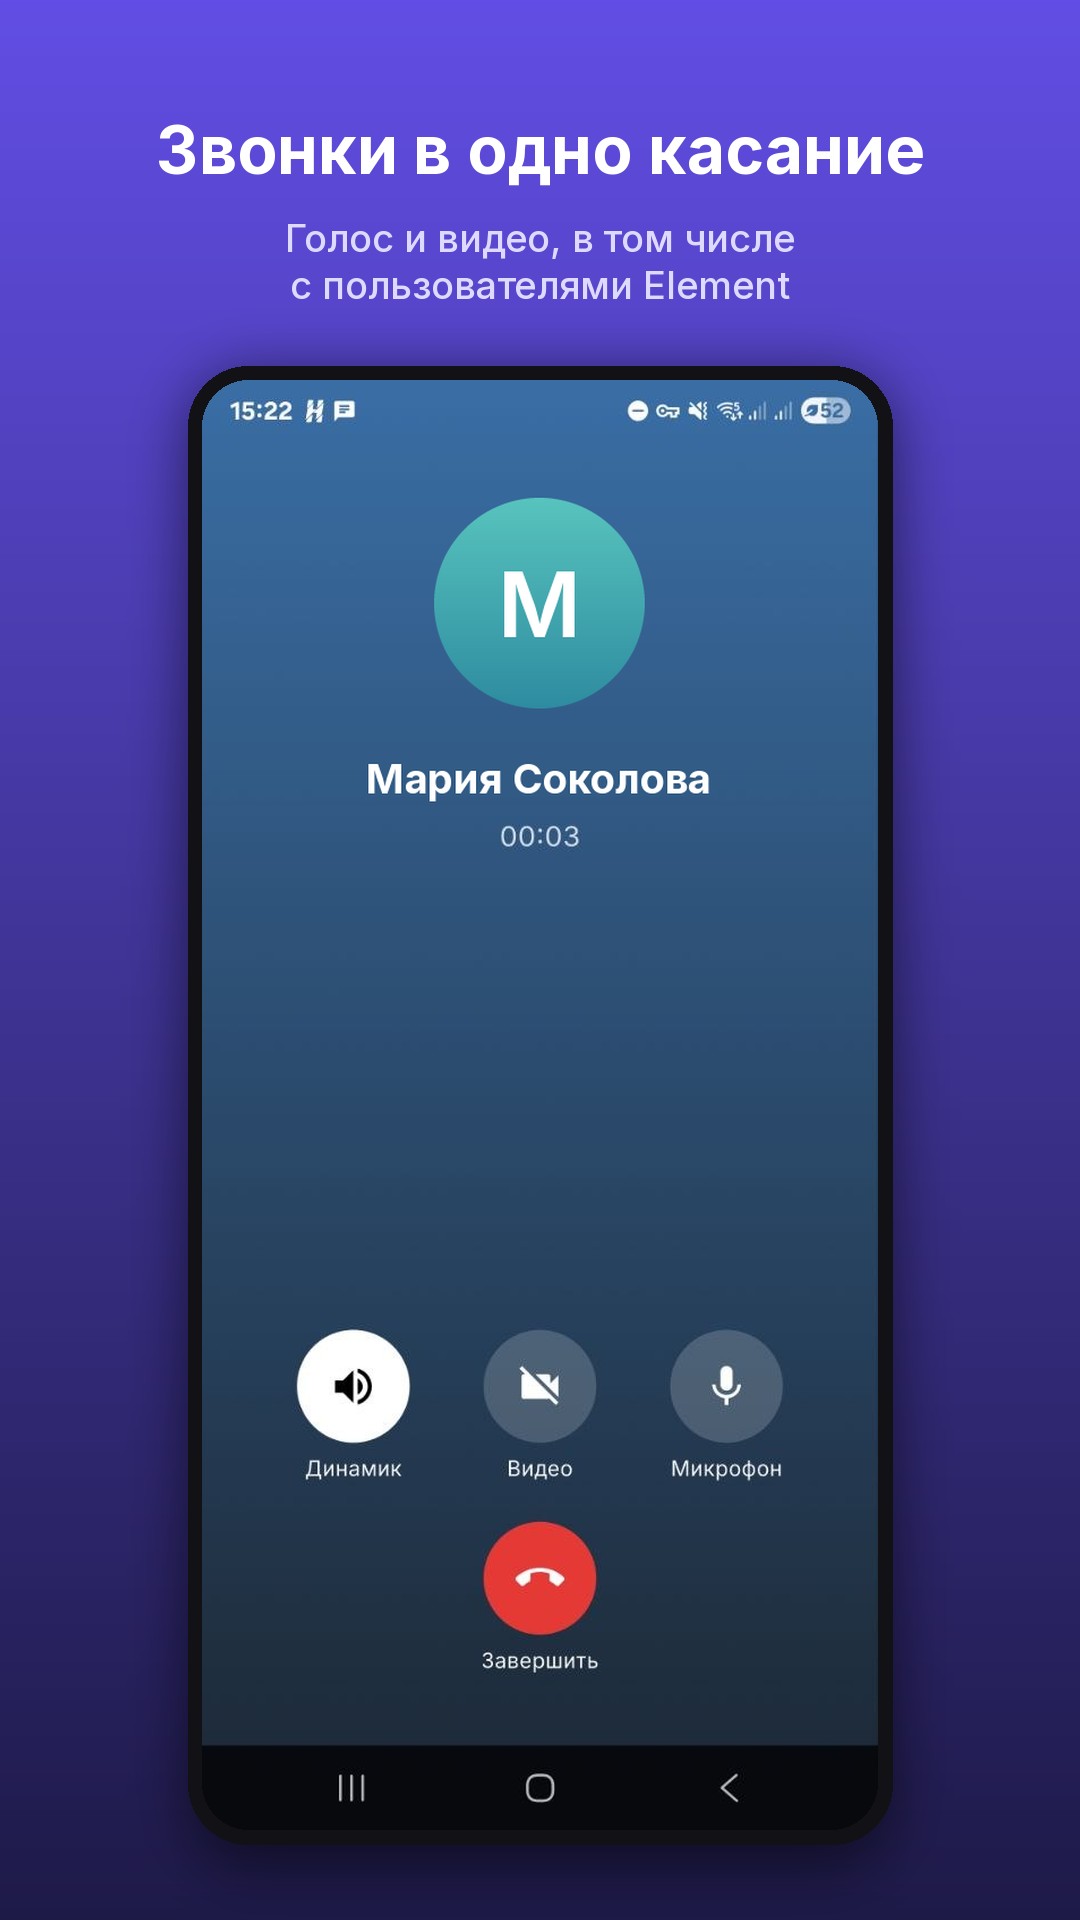 Звонки в одно касание
Голос и видео, в том числе
с пользователями Element
15:22
52
М
Мария Соколова
00:03
Динамик
Видео
Микрофон
Завершить